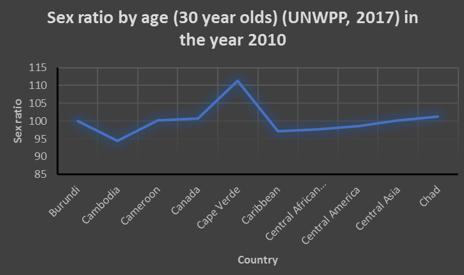 Sex ratio by age (30 year olds) (UNWPP, 2017) in
the year 2010
115
110
105
100
95
90
85
Sex ratio
Burundi
Cambodia
Cameroon
Canada
Cape Verde
Caribbean
Central African...
Central America
Central Asia
Chad
Country